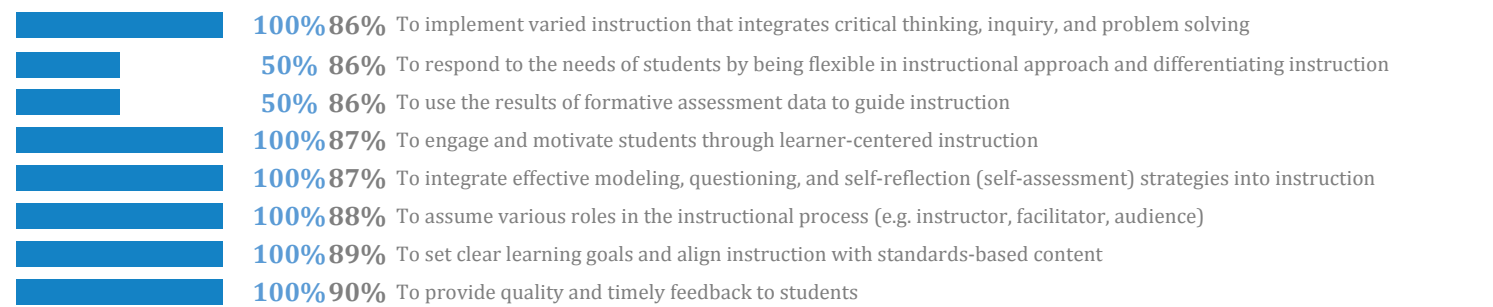 100% 86% To implement varied instruction that integrates critical thinking, inquiry, and problem solving
50% 86% To respond to the needs of students by being flexible in instructional approach and differentiating instruction
50% 86% To use the results of formative assessment data to guide instruction
100% 87% To engage and motivate students through learner-centered instruction
100% 87% To integrate effective modeling, questioning, and self-reflection (self-assessment) strategies into instruction
100% 88% To assume various roles in the instructional process (e.g. instructor, facilitator, audience)
100% 89% To set clear learning goals and align instruction with standards-based content
100% 90% To provide quality and timely feedback to students